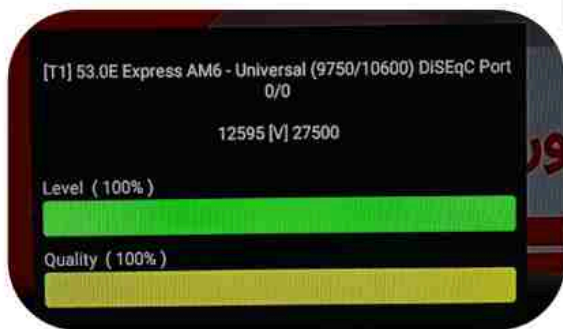 [T1] 53.0E Express AM6 - Universal (9750/10600) DiSEqC Port
0/0
12595 [V] 27500
Level ( 100% )
Quality ( 100% )